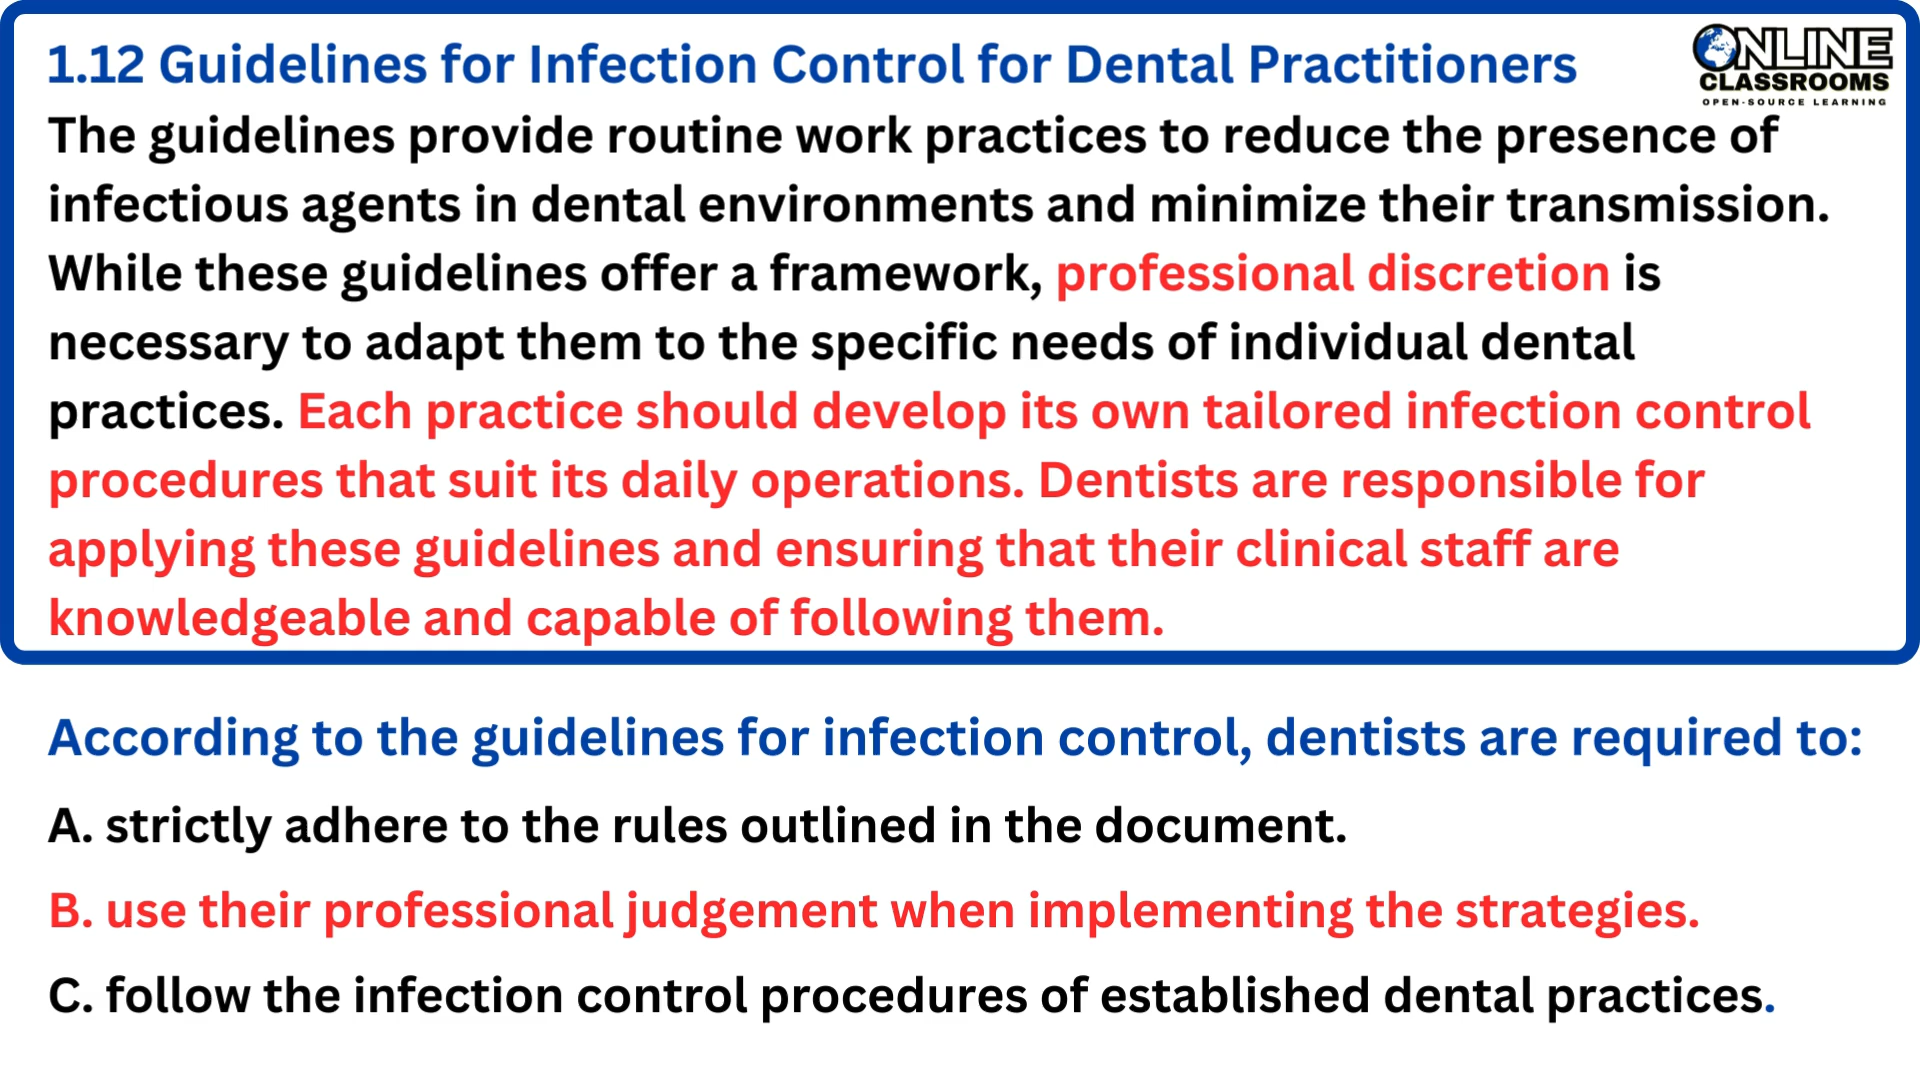 1.12 Guidelines for Infection Control for Dental Practitioners
ONLINE
CLASSROOMS
OPEN-SOURCE LEARNING
The guidelines provide routine work practices to reduce the presence of
infectious agents in dental environments and minimize their transmission.
While these guidelines offer a framework, professional discretion is
necessary to adapt them to the specific needs of individual dental
practices. Each practice should develop its own tailored infection control
procedures that suit its daily operations. Dentists are responsible for
applying these guidelines and ensuring that their clinical staff are
knowledgeable and capable of following them.
According to the guidelines for infection control, dentists are required to:
A. strictly adhere to the rules outlined in the document.
B. use their professional judgement when implementing the strategies.
C. follow the infection control procedures of established dental practices.